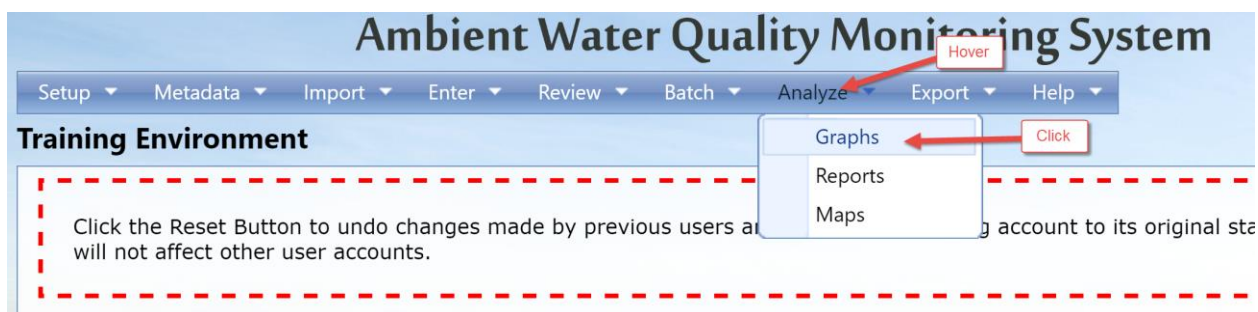 Ambient Water Quality Monitoring System
Hover
Setup Metadata Import Enter Review Batch Analyze Export Help
Training Environment
Graphs
Click
Reports
Maps
Click the Reset Button to undo changes made by previous users account to its original
will not affect other user accounts.